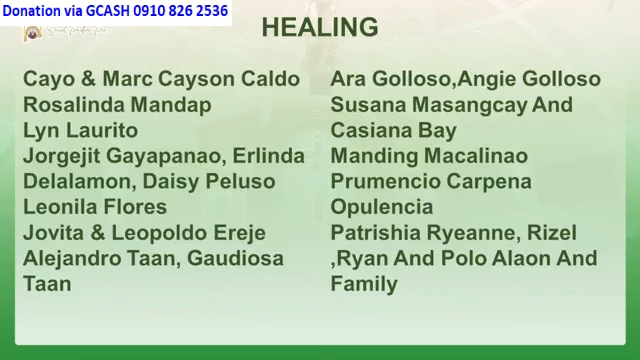 Donation via GCASH 0910 826 2536
HEALING
Cayo & Marc Cayson Caldo
Rosalinda Mandap
Lyn Laurito
Jorgejit Gayapanao, Erlinda
Delalamon, Daisy Peluso
Leonila Flores
Jovita & Leopoldo Ereje
Alejandro Taan, Gaudiosa
Taan
Ara Golloso,Angie Golloso
Susana Masangcay And
Casiana Bay
Manding Macalinao
Prumencio Carpena
Opulencia
Patrishia Ryeanne, Rizel
,Ryan And Polo Alaon And
Family